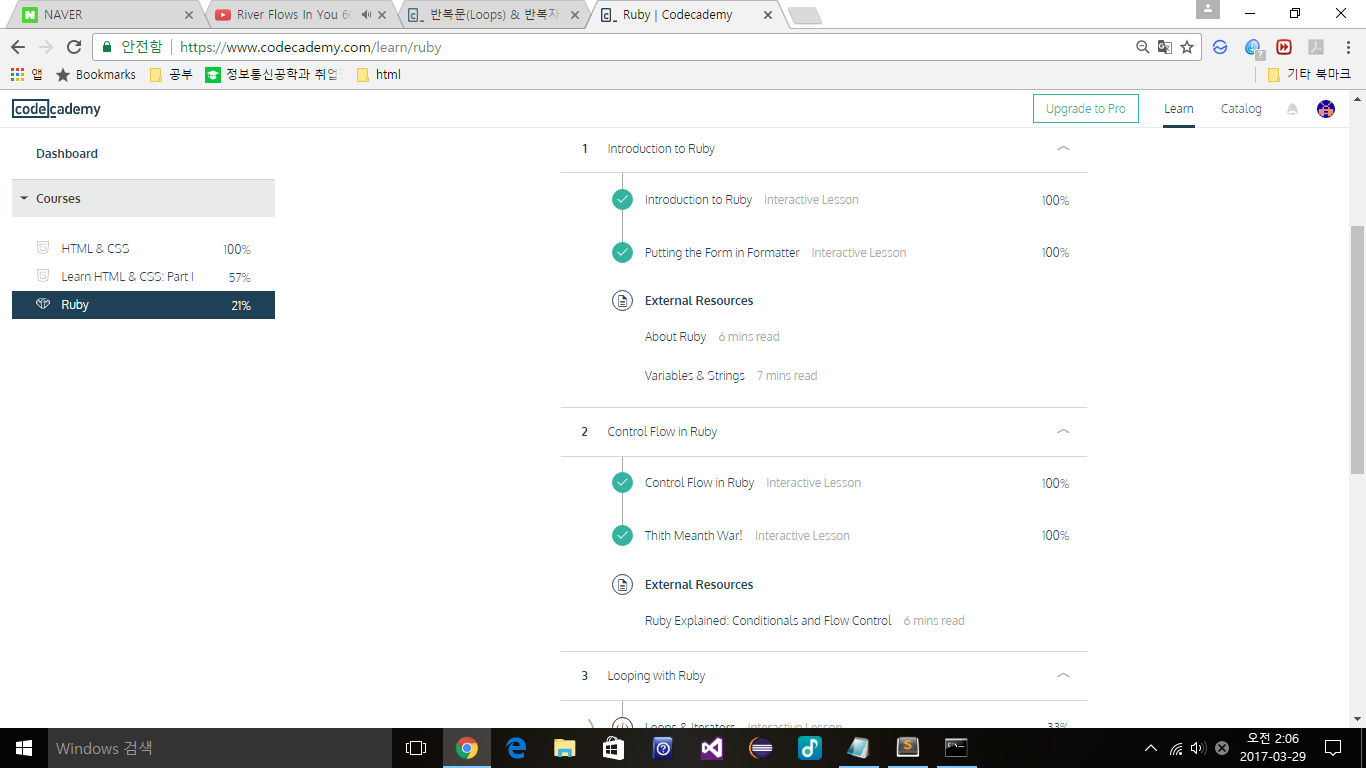 NAVER
River Flows In You 60
반복문(Loops) & 반복자
Ruby | Codecademy
안전함
https://www.codecademy.com/learn/ruby
앱
Bookmarks
공부
정보통신공학과 취업
html
기타 북마크
codecademy
Upgrade to Pro
Learn
Catalog
Dashboard
Courses
HTML & CSS 100%
Learn HTML & CSS: Part I 57%
Ruby 21%
1 Introduction to Ruby
Introduction to Ruby Interactive Lesson 100%
Putting the Form in Formatter Interactive Lesson 100%
External Resources
About Ruby 6 mins read
Variables & Strings 7 mins read
2 Control Flow in Ruby
Control Flow in Ruby Interactive Lesson 100%
Thith Meanth War! Interactive Lesson 100%
External Resources
Ruby Explained: Conditionals and Flow Control 6 mins read
3 Looping with Ruby
Loops & Iterators Interactive Lesson 33%
Windows 검색
오전 2:06
2017-03-29